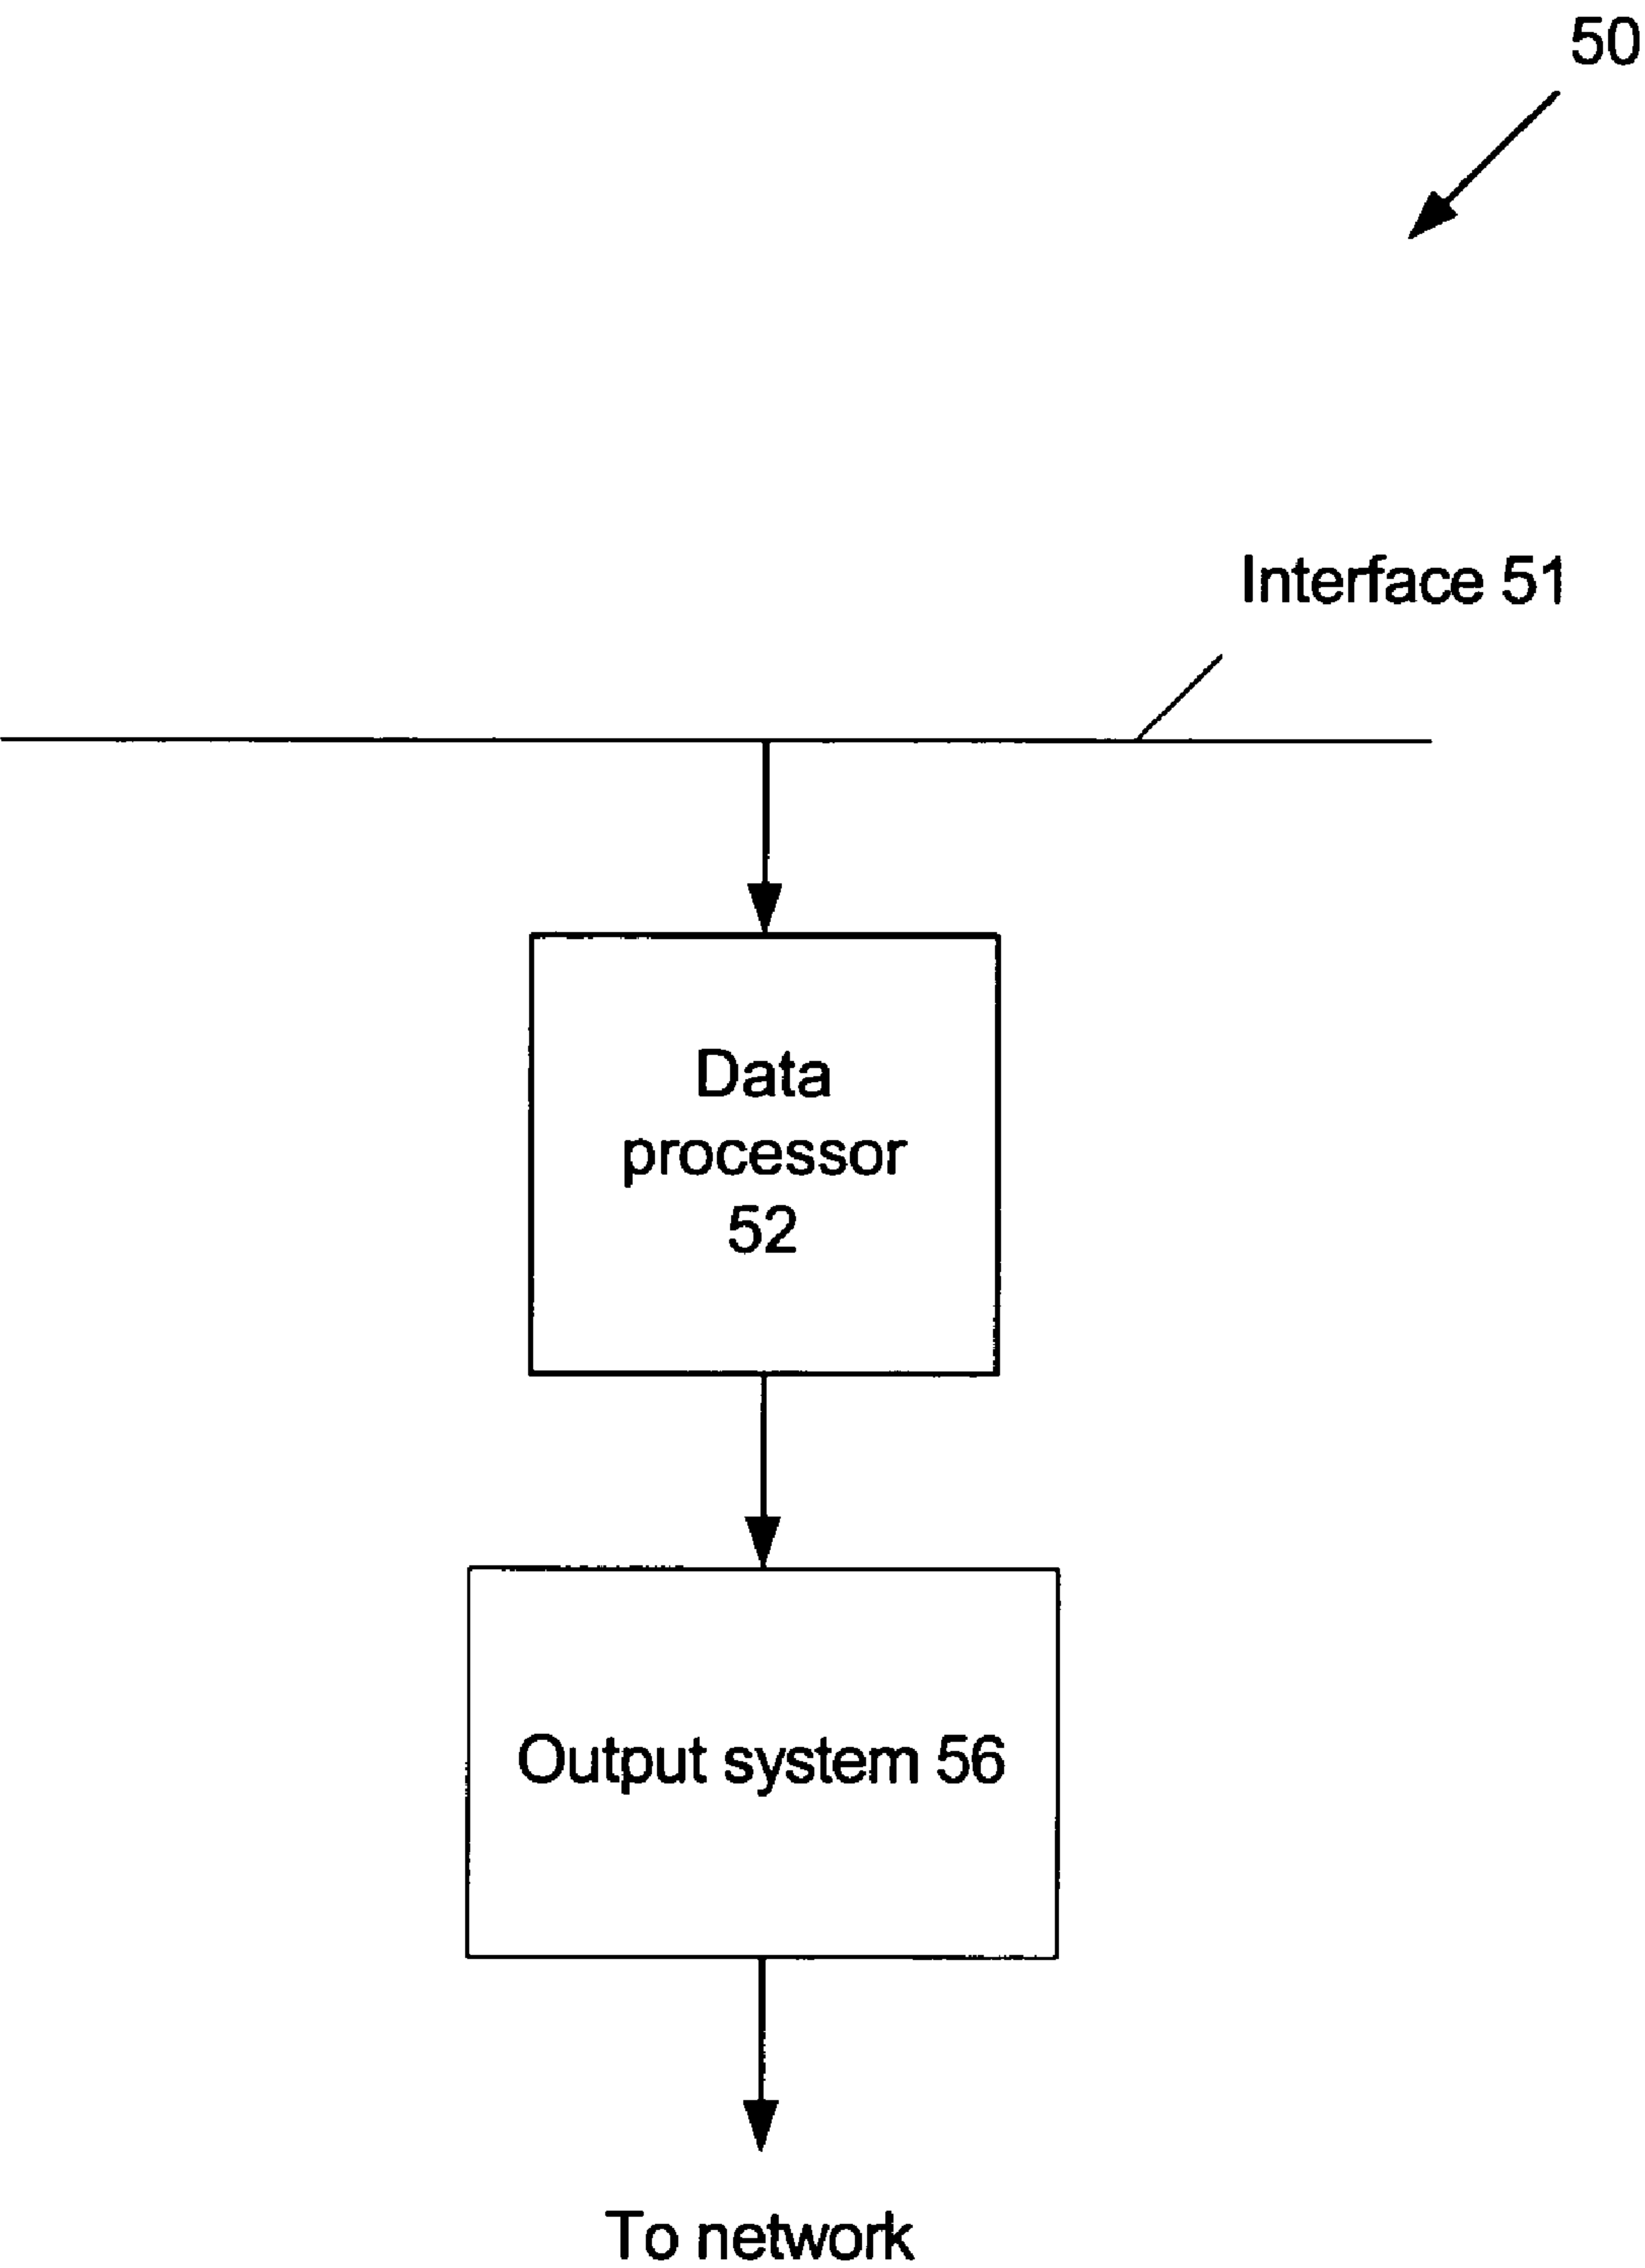 50
Interface 51
Data
processor
52
Output system 56
To network